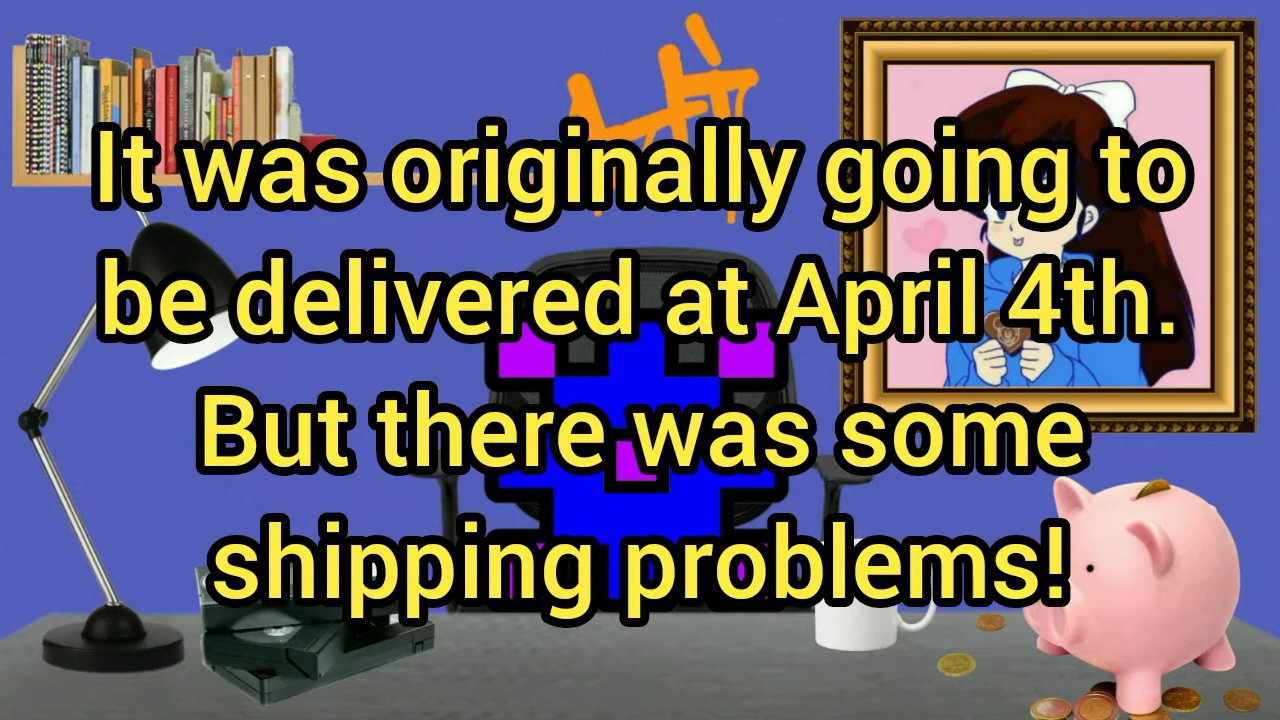 It was originally going to
be delivered at April 4th.
But there was some
shipping problems!